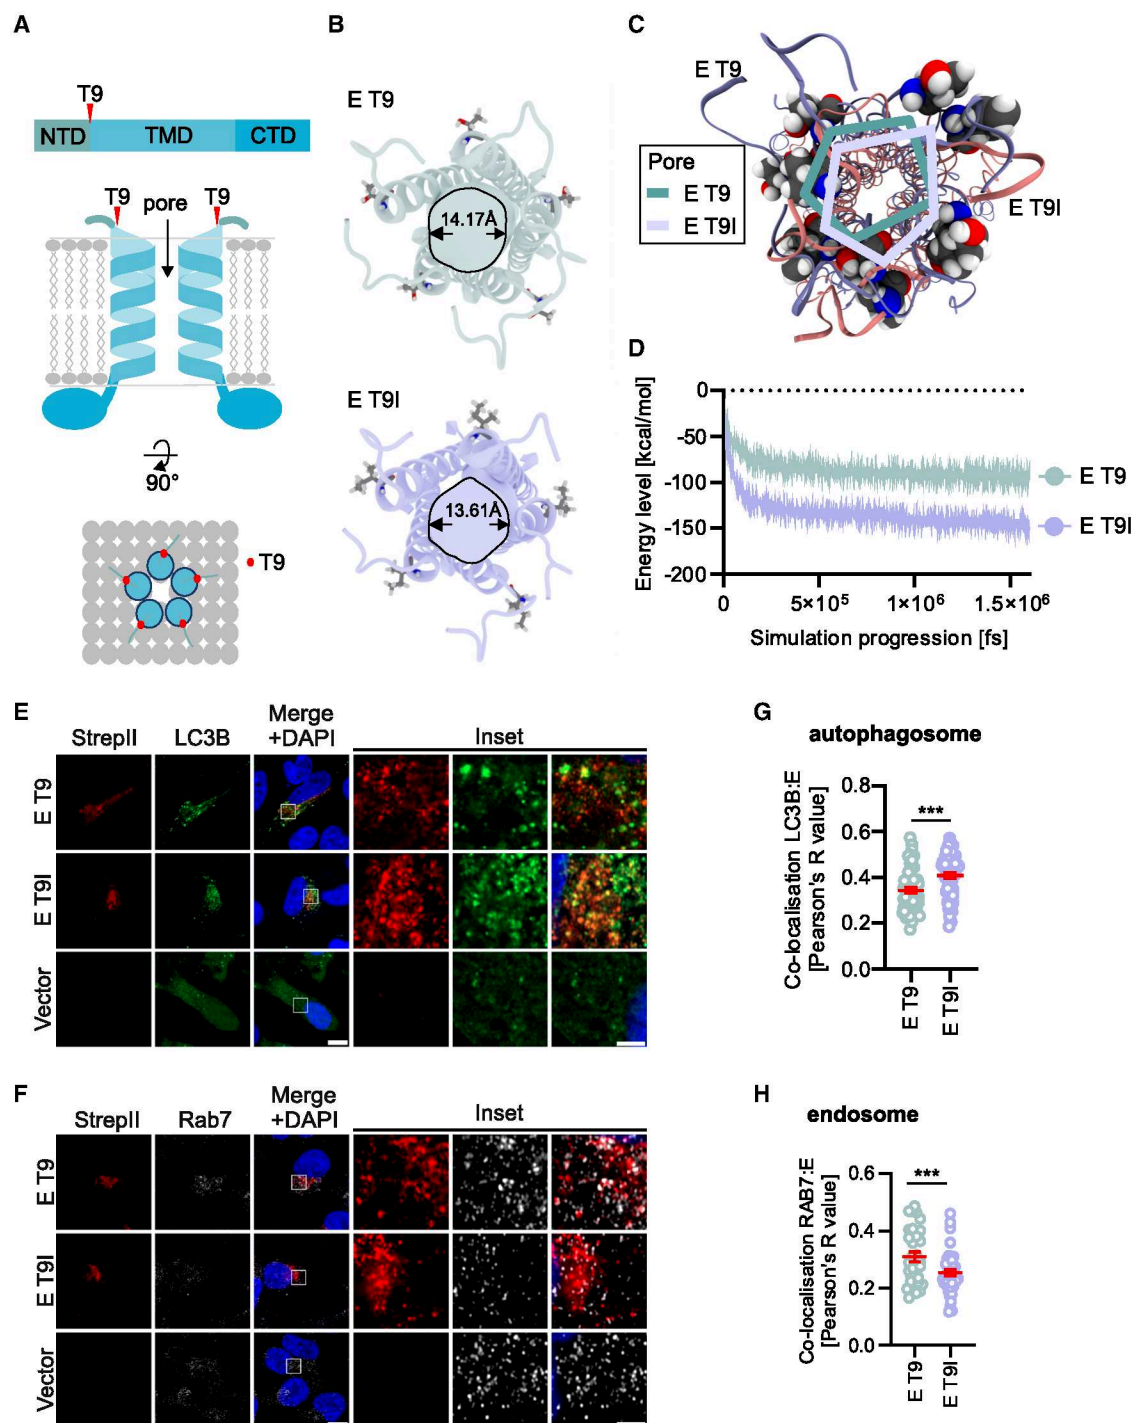 A
T9
NTD TMD CTD
T9 pore T9
90°
T9
B
E T9
14.17Å
E T9I
13.61Å
C
E T9
Pore
E T9
E T9I
E T9I
D
Energy level [kcal/mol]
0
-50
-100
-150
-200
E T9
E T9I
0 5×10⁵ 1×10⁶ 1.5×10⁶
Simulation progression [fs]
E
StrepII LC3B Merge +DAPI Inset
E T9
E T9I
Vector
F
StrepII Rab7 Merge +DAPI Inset
E T9
E T9I
Vector
G
autophagosome
Co-localisation LC3B:E
[Pearson's R value]
0.8
0.6
0.4
0.2
0.0
***
E T9
E T9I
H
endosome
Co-localisation RAB7:E
[Pearson's R value]
0.6
0.4
0.2
0.0
***
E T9
E T9I